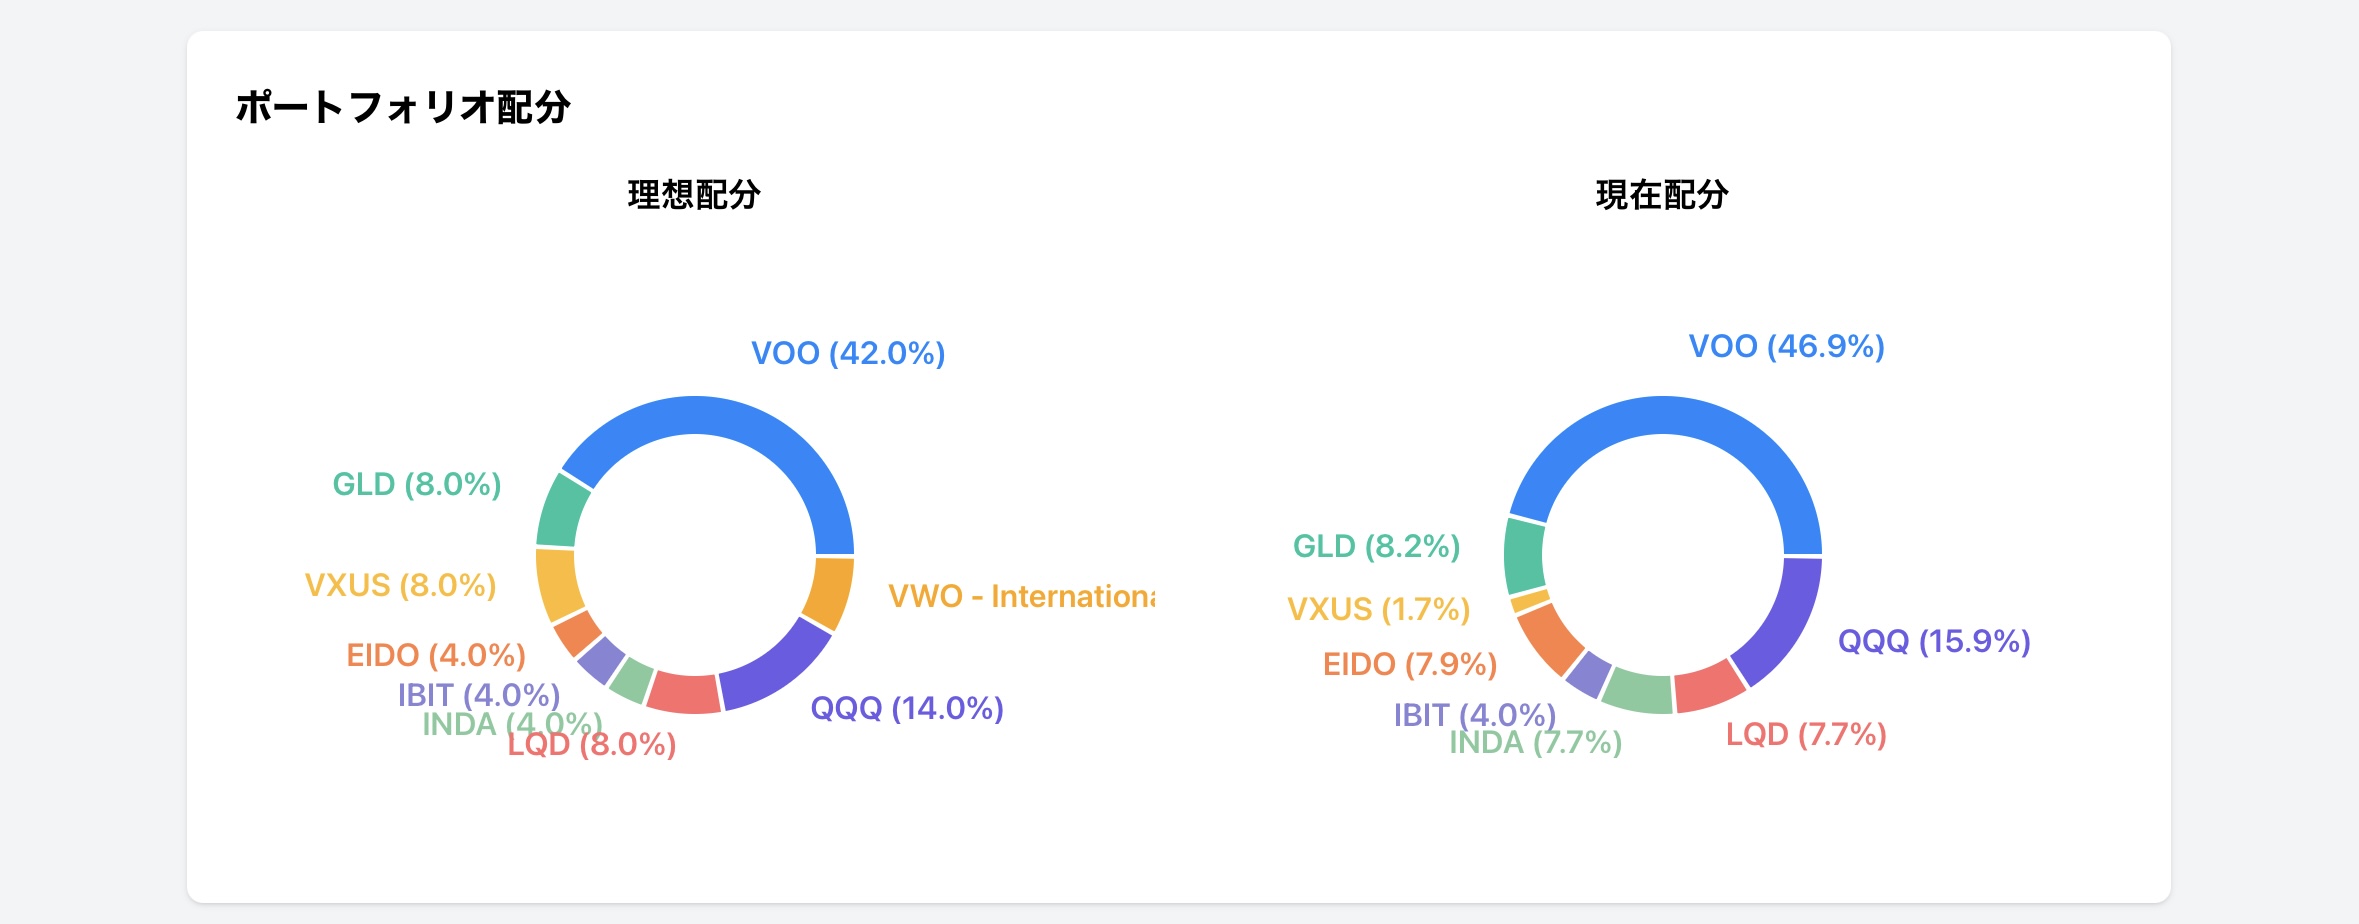 ポートフォリオ配分
理想配分
VOO (42.0%)
GLD (8.0%)
VXUS (8.0%)
EIDO (4.0%)
IBIT (4.0%)
INDA (4.0%)
LQD (8.0%)
QQQ (14.0%)
VWO - Internationa
現在配分
VOO (46.9%)
GLD (8.2%)
VXUS (1.7%)
EIDO (7.9%)
IBIT (4.0%)
INDA (7.7%)
LQD (7.7%)
QQQ (15.9%)